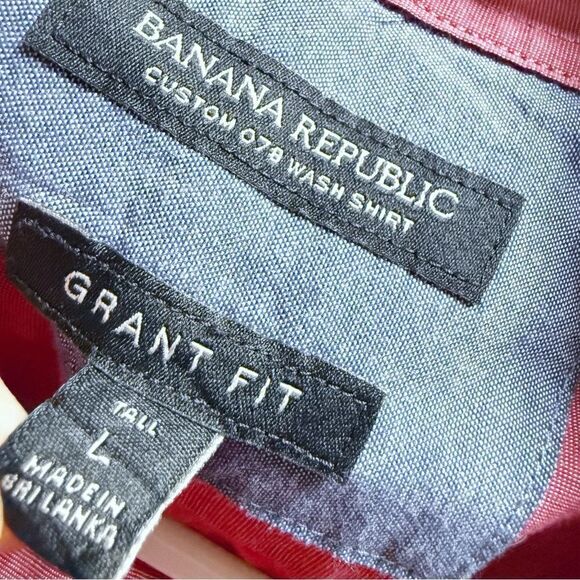 BANANA REPUBLIC
CUSTOM 078 WASH SHIRT
GRANT FIT
TALL
L
MADE IN
SRI LANKA